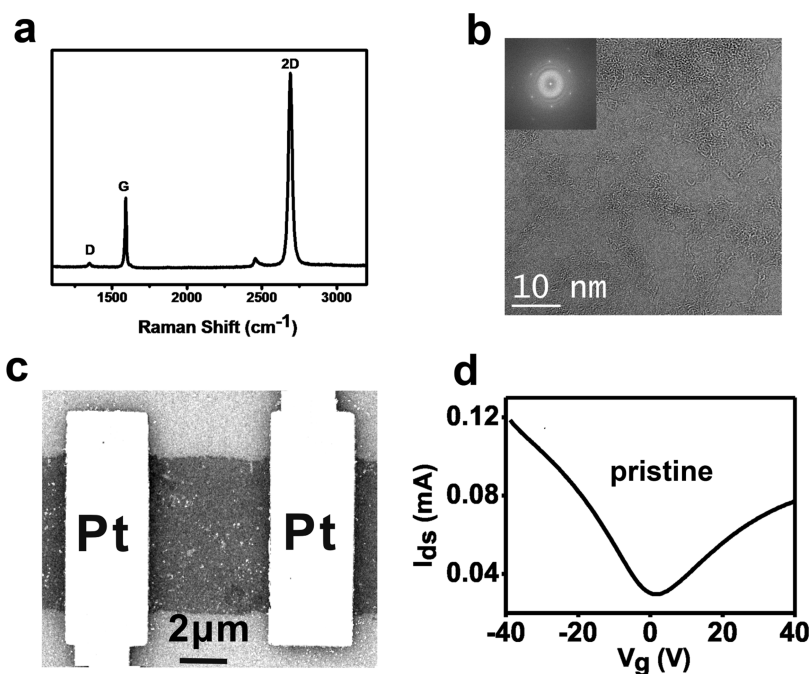 a
2D
G
D
1500 2000 2500 3000
Raman Shift (cm-1)
b
10 nm
c
Pt Pt
2μm
d
0.12
0.08
0.04
Ids (mA)
pristine
-40 -20 0 20 40
Vg (V)